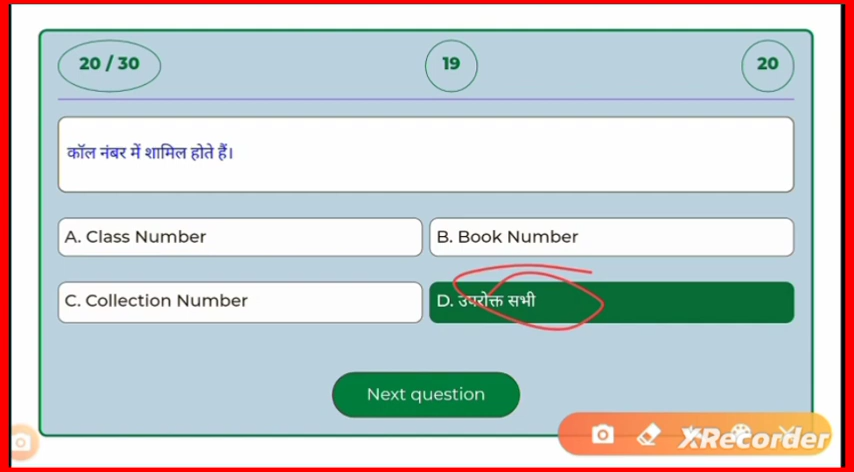 20 / 30
19
20
कॉल नंबर में शामिल होते हैं।
A. Class Number
B. Book Number
C. Collection Number
D. उपरोक्त सभी
Next question
XRecorder